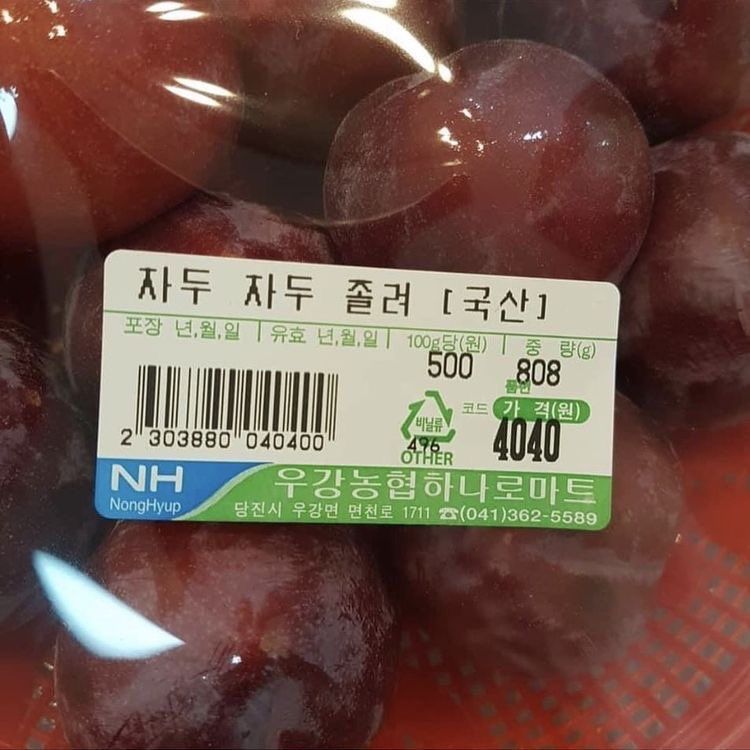 자두 자두 졸려 [국산]
포장 년,월,일 | 유효 년,월,일 | 100g당(원) | 중 량(g)
500 808
품번
코드 가 격(원)
비닐류
496 4040
OTHER
2 303880 040400
NH 우강농협하나로마트
NongHyup 당진시 우강면 면천로 1711 ☎(041)362-5589